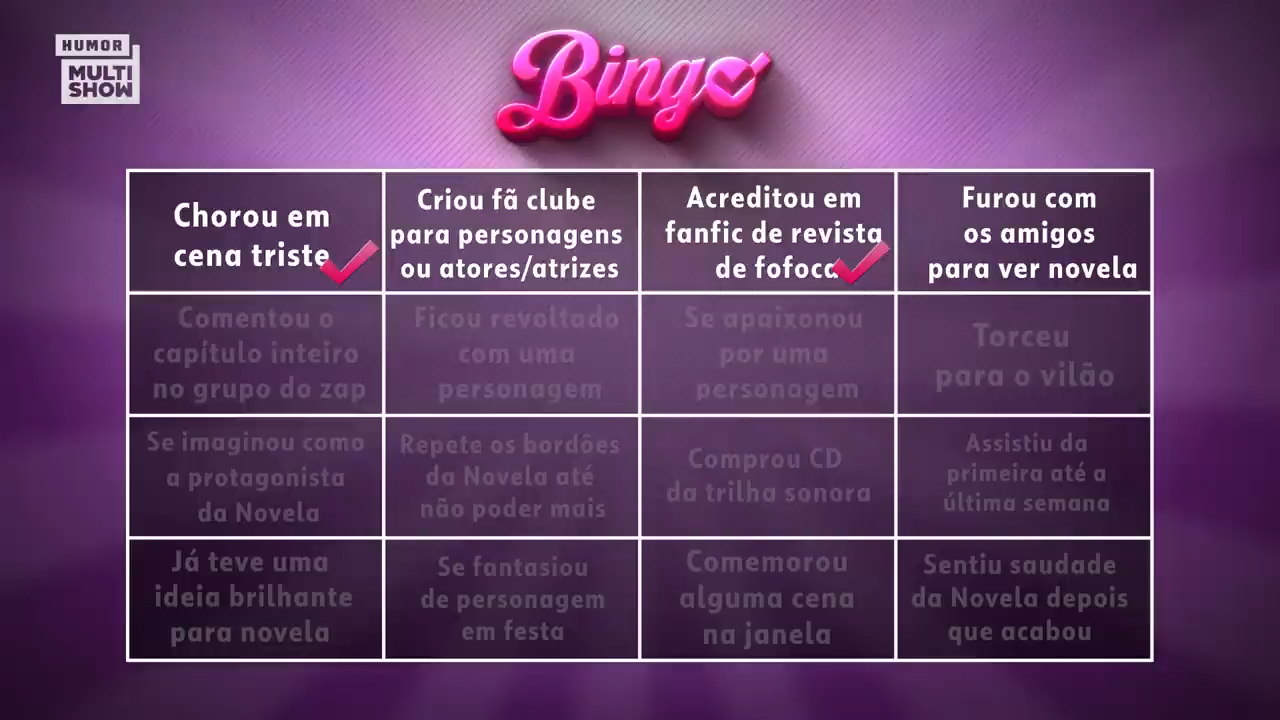 HUMOR
MULTI
SHOW
Bingo
Chorou em
cena triste
Criou fã clube
para personagens
ou atores/atrizes
Acreditou em
fanfic de revista
de fofoca
Furou com
os amigos
para ver novela
Comentou o
capítulo inteiro
no grupo do zap
Ficou revoltado
com uma
personagem
Se apaixonou
por uma
personagem
Torceu
para o vilão
Se imaginou como
a protagonista
da Novela
Repete os bordões
da Novela até
não poder mais
Comprou CD
da trilha sonora
Assistiu da
primeira até a
última semana
Já teve uma
ideia brilhante
para novela
Se fantasiou
de personagem
em festa
Comemorou
alguma cena
na janela
Sentiu saudade
da Novela depois
que acabou